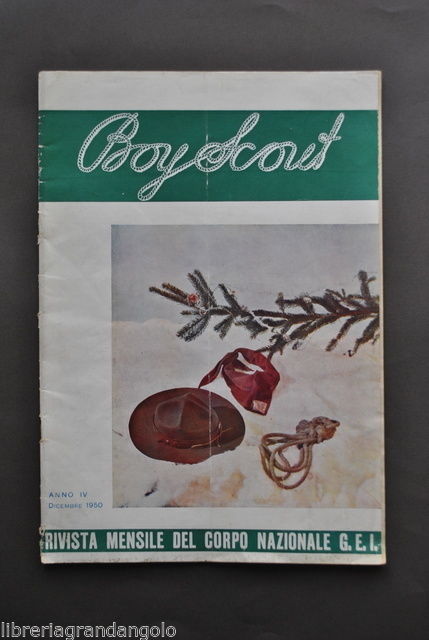 Boy Scout
ANNO IV
DICEMBRE 1950
RIVISTA MENSILE DEL CORPO NAZIONALE G.E.I.
libreriagrandangolo